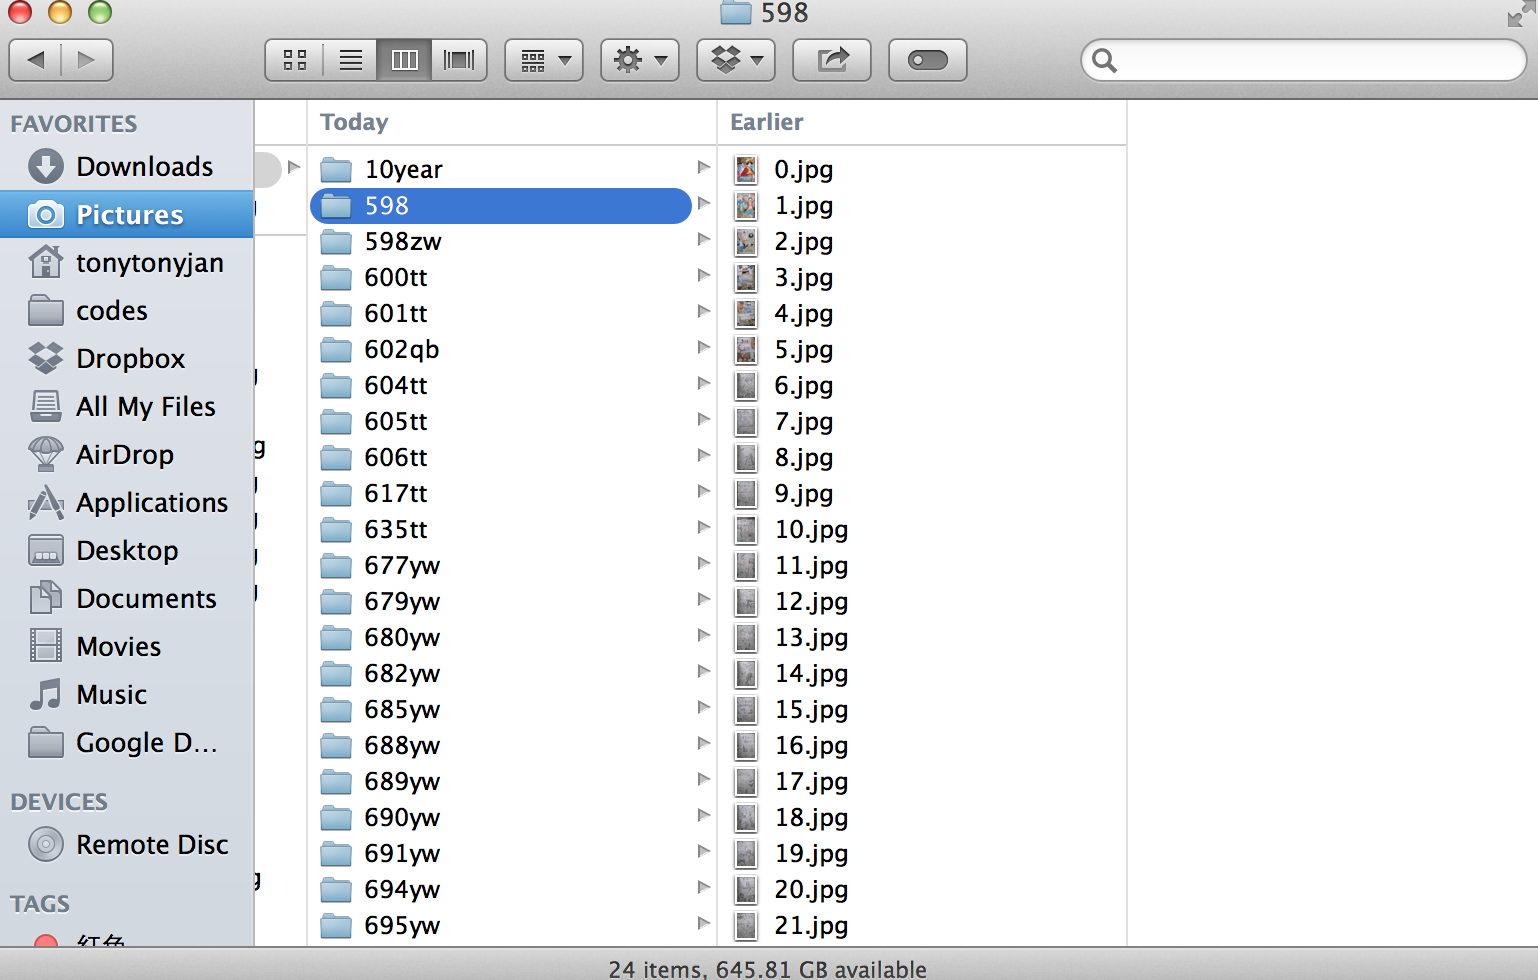 598
FAVORITES
Downloads
Pictures
tonytonyjan
codes
Dropbox
All My Files
AirDrop
Applications
Desktop
Documents
Movies
Music
Google D...
DEVICES
Remote Disc
TAGS
红色
Today
10year
598
598zw
600tt
601tt
602qb
604tt
605tt
606tt
617tt
635tt
677yw
679yw
680yw
682yw
685yw
688yw
689yw
690yw
691yw
694yw
695yw
Earlier
0.jpg
1.jpg
2.jpg
3.jpg
4.jpg
5.jpg
6.jpg
7.jpg
8.jpg
9.jpg
10.jpg
11.jpg
12.jpg
13.jpg
14.jpg
15.jpg
16.jpg
17.jpg
18.jpg
19.jpg
20.jpg
21.jpg
24 items, 645.81 GB available